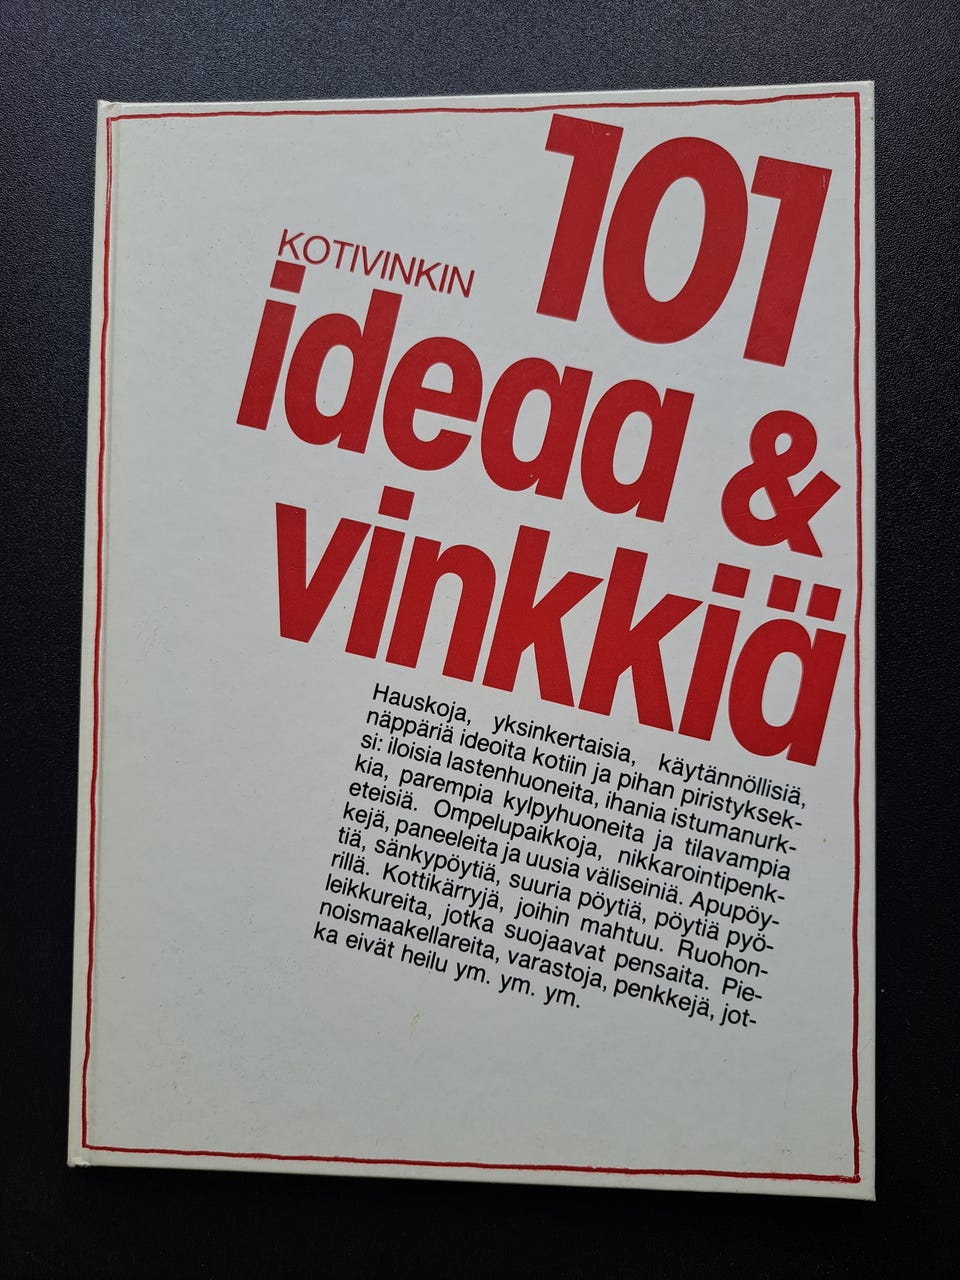 101
KOTIVINKIN
ideaa &
vinkkiä
Hauskoja, yksinkertaisia, käytännöllisiä,
näppäriä ideoita kotiin ja pihan piristyksek-
si: iloisia lastenhuoneita, ihania istumanurk-
kia, parempia kylpyhuoneita ja tilavampia
eteisiä. Ompelupaikkoja, nikkarointipenk-
kejä, paneeleita ja uusia väliseiniä. Apupöy-
tiä, sänkypöytiä, suuria pöytiä, pöytiä pyö-
rillä. Kottikärryjä, joihin mahtuu. Ruohon-
leikkureita, jotka suojaavat pensaita. Pie-
noismaakellareita, varastoja, penkkejä, jot-
ka eivät heilu ym. ym. ym.